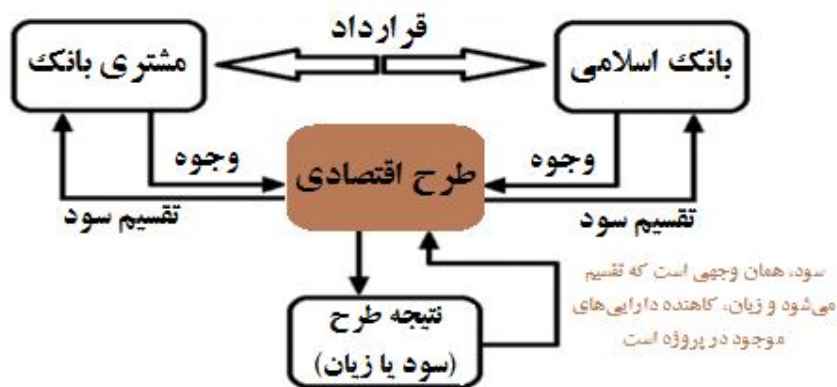 قرارداد
بانک اسلامی
مشتری بانک
وجوه
وجوه
طرح اقتصادی
تقسیم سود
تقسیم سود
سود، همان وجهی است که تقسیم
می‌شود و زیان، کاهنده دارایی‌های
موجود در پروژه است
نتیجه طرح
(سود یا زیان)